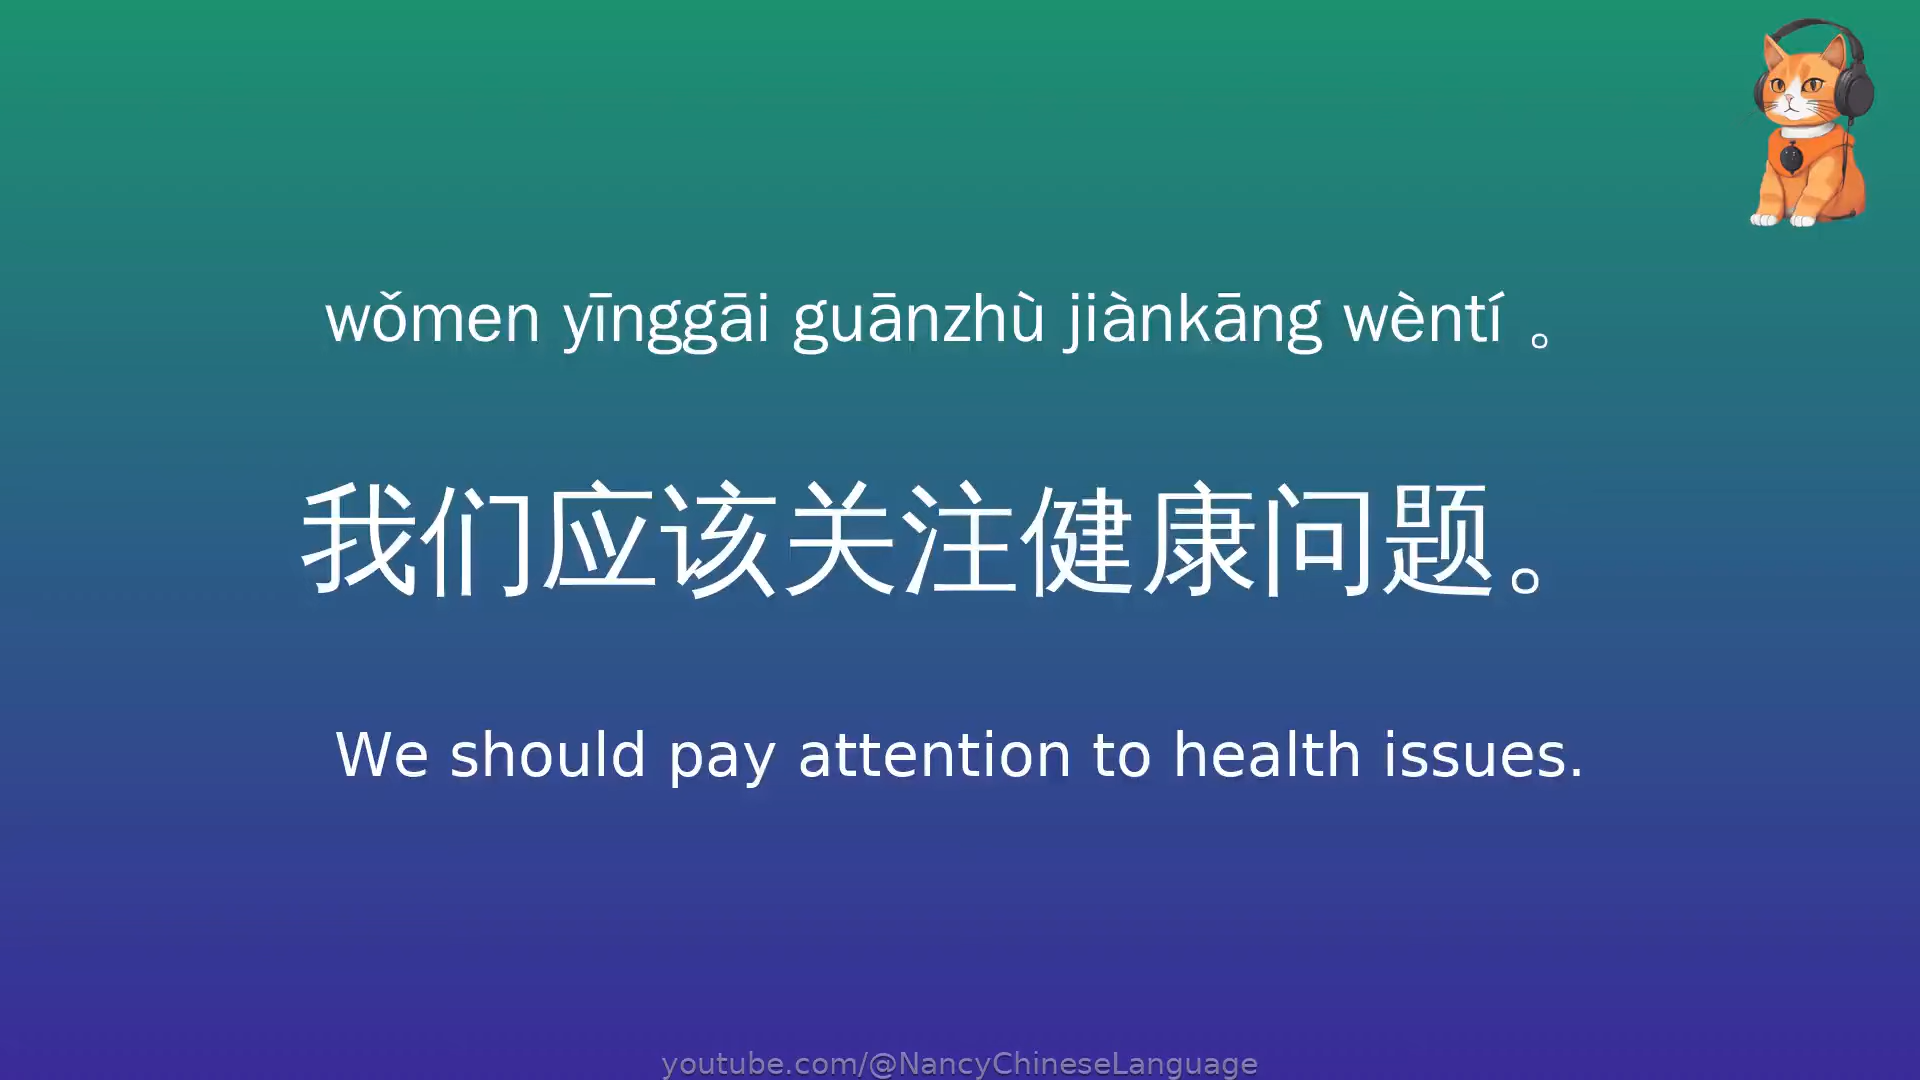 wǒmen yīnggāi guānzhù jiànkāng wèntí 。
我们应该关注健康问题。
We should pay attention to health issues.
youtube.com/@NancyChineseLanguage